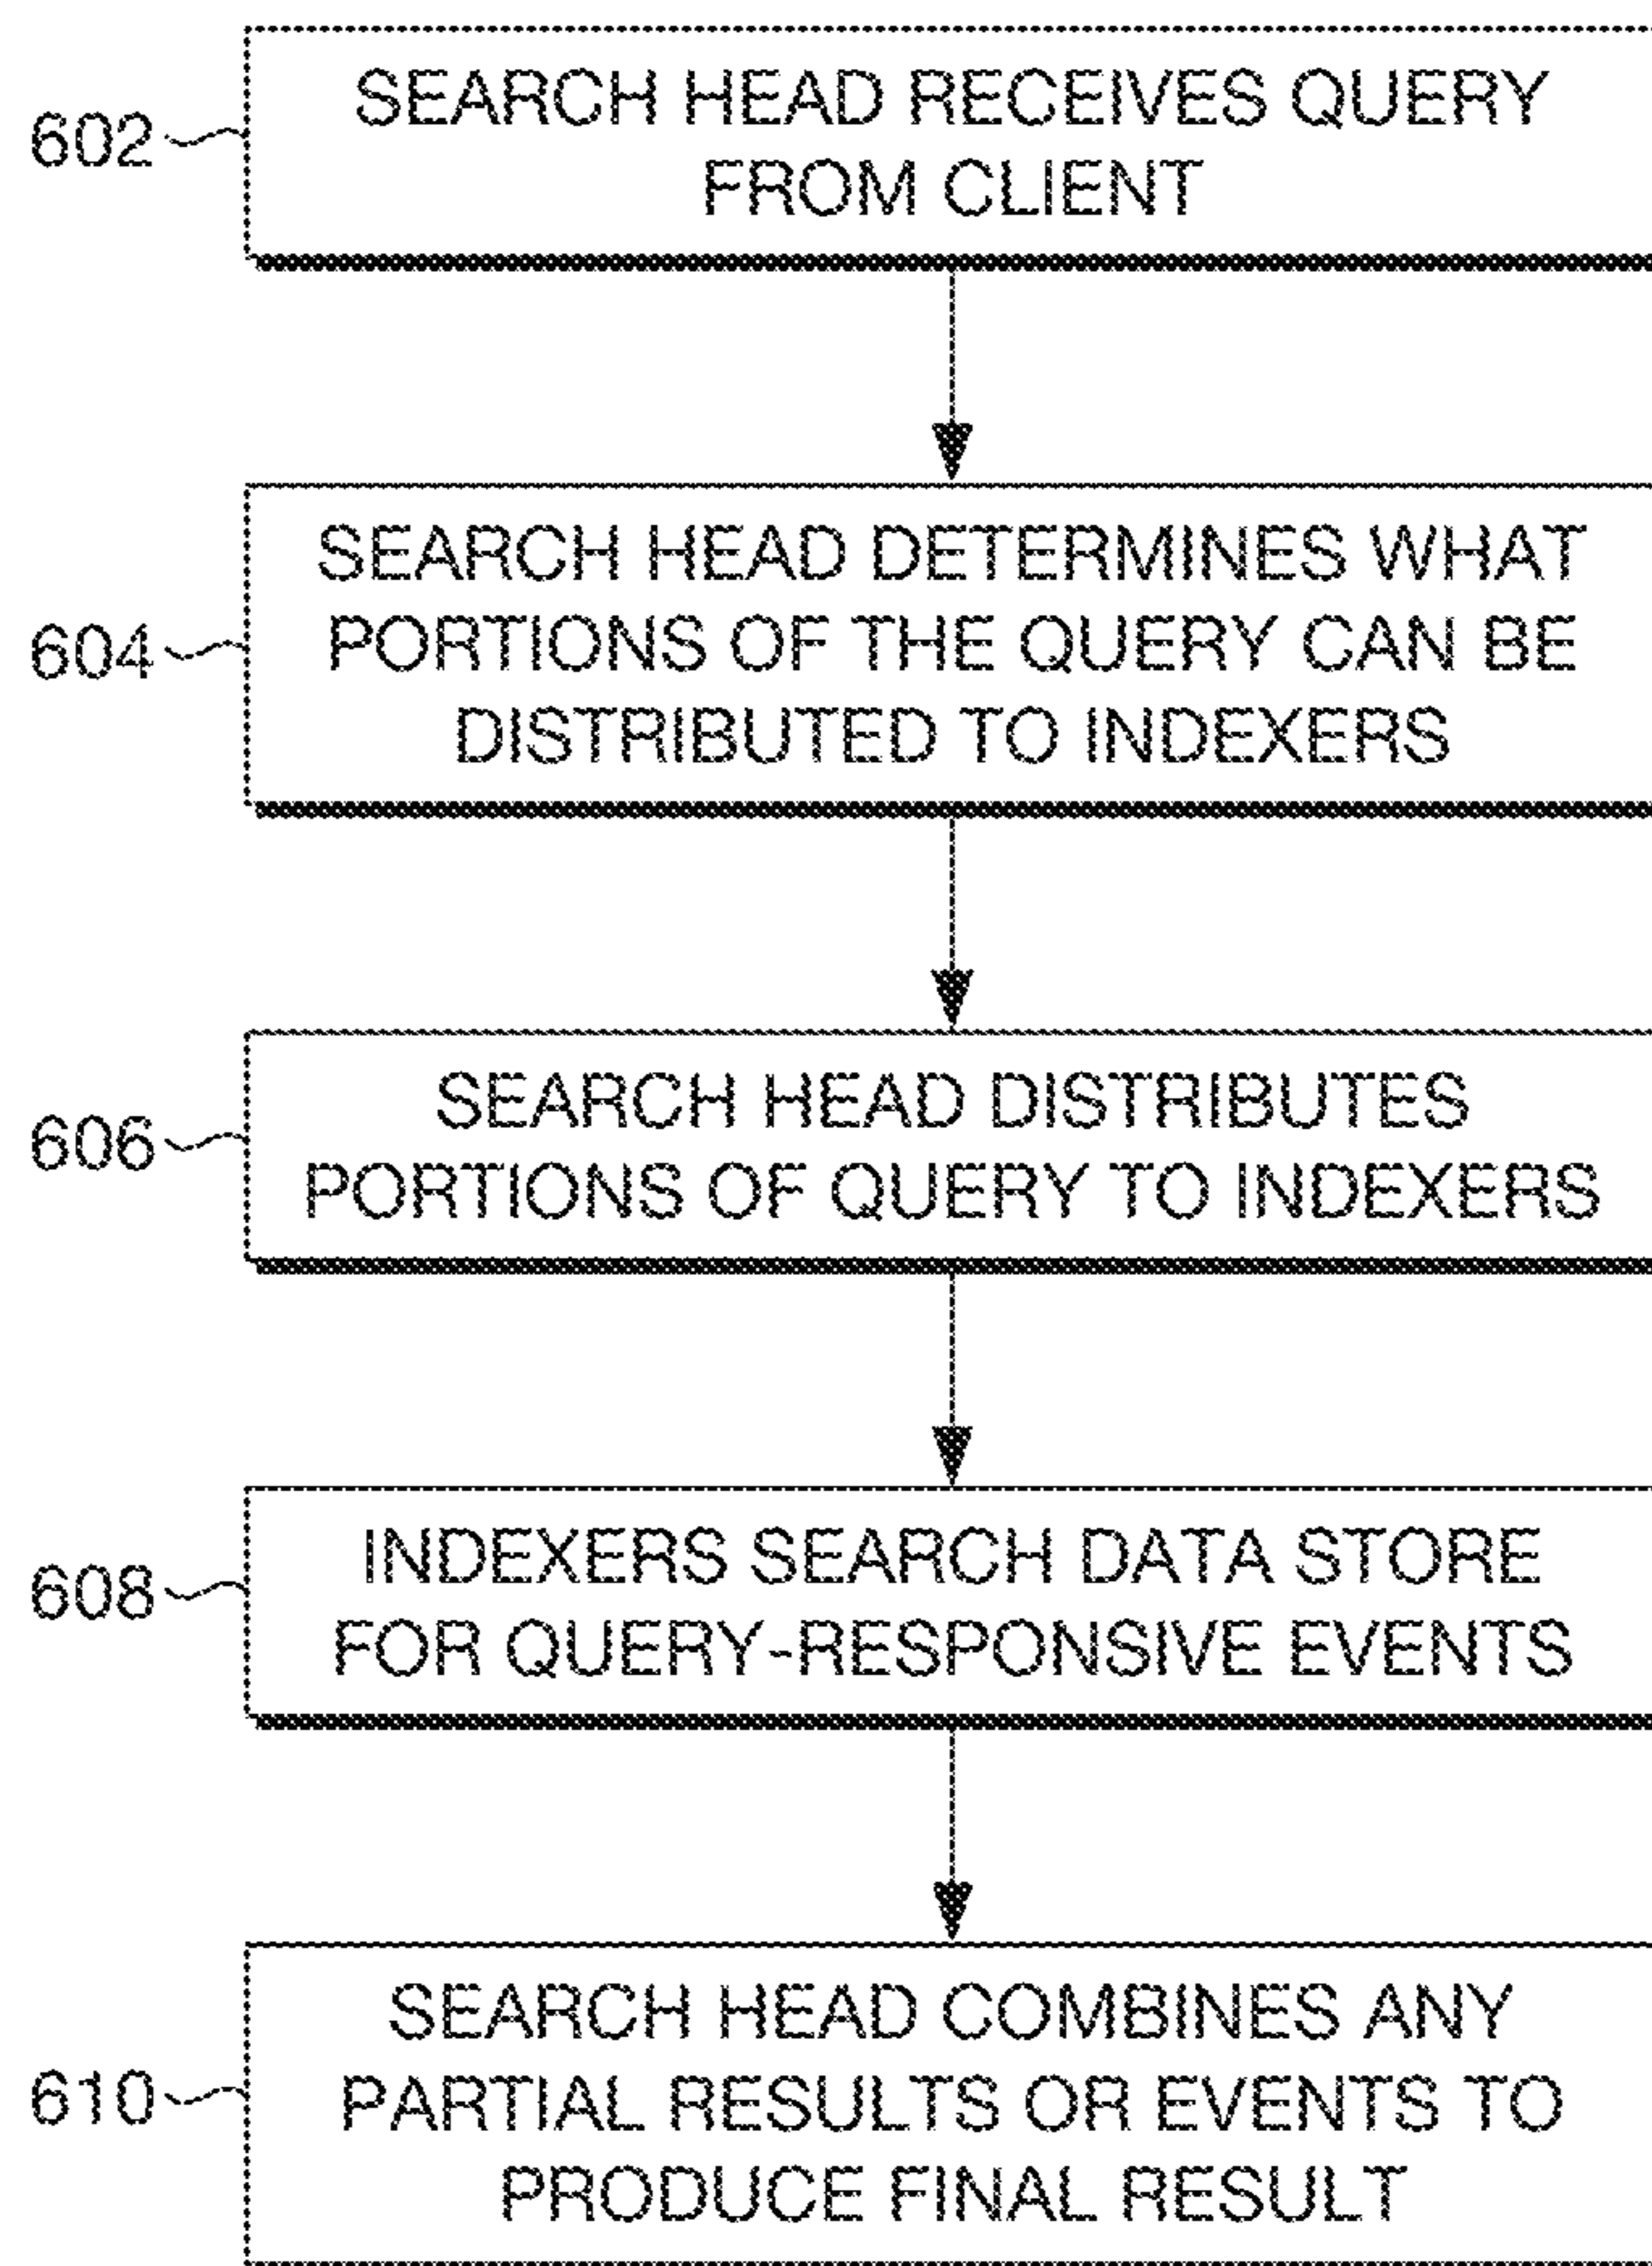 602
SEARCH HEAD RECEIVES QUERY
FROM CLIENT
604
SEARCH HEAD DETERMINES WHAT
PORTIONS OF THE QUERY CAN BE
DISTRIBUTED TO INDEXERS
606
SEARCH HEAD DISTRIBUTES
PORTIONS OF QUERY TO INDEXERS
608
INDEXERS SEARCH DATA STORE
FOR QUERY-RESPONSIVE EVENTS
610
SEARCH HEAD COMBINES ANY
PARTIAL RESULTS OR EVENTS TO
PRODUCE FINAL RESULT